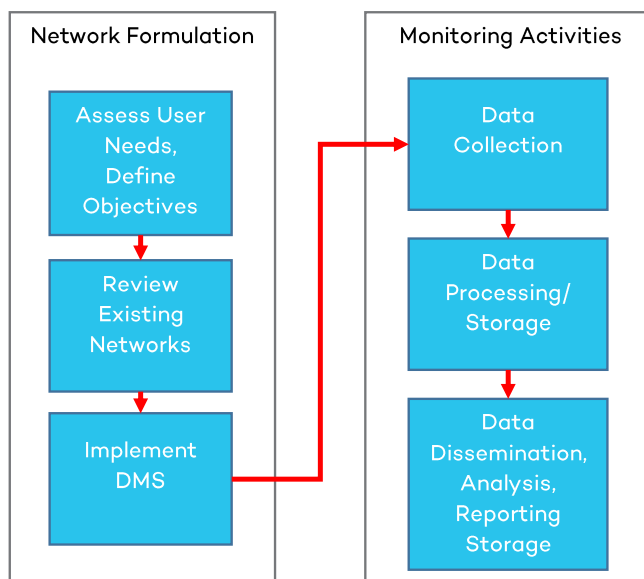 Network Formulation
Assess User
Needs,
Define
Objectives
Review
Existing
Networks
Implement
DMS
Monitoring Activities
Data
Collection
Data
Processing/
Storage
Data
Dissemination,
Analysis,
Reporting
Storage